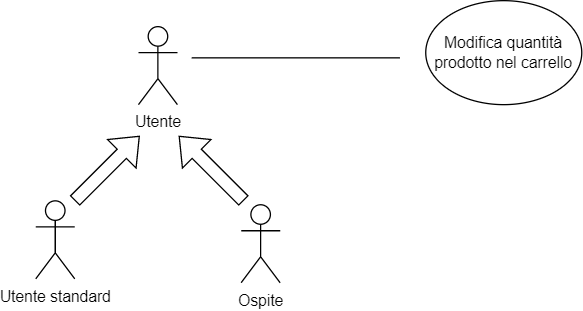 Modifica quantità
prodotto nel carrello
Utente
Utente standard
Ospite